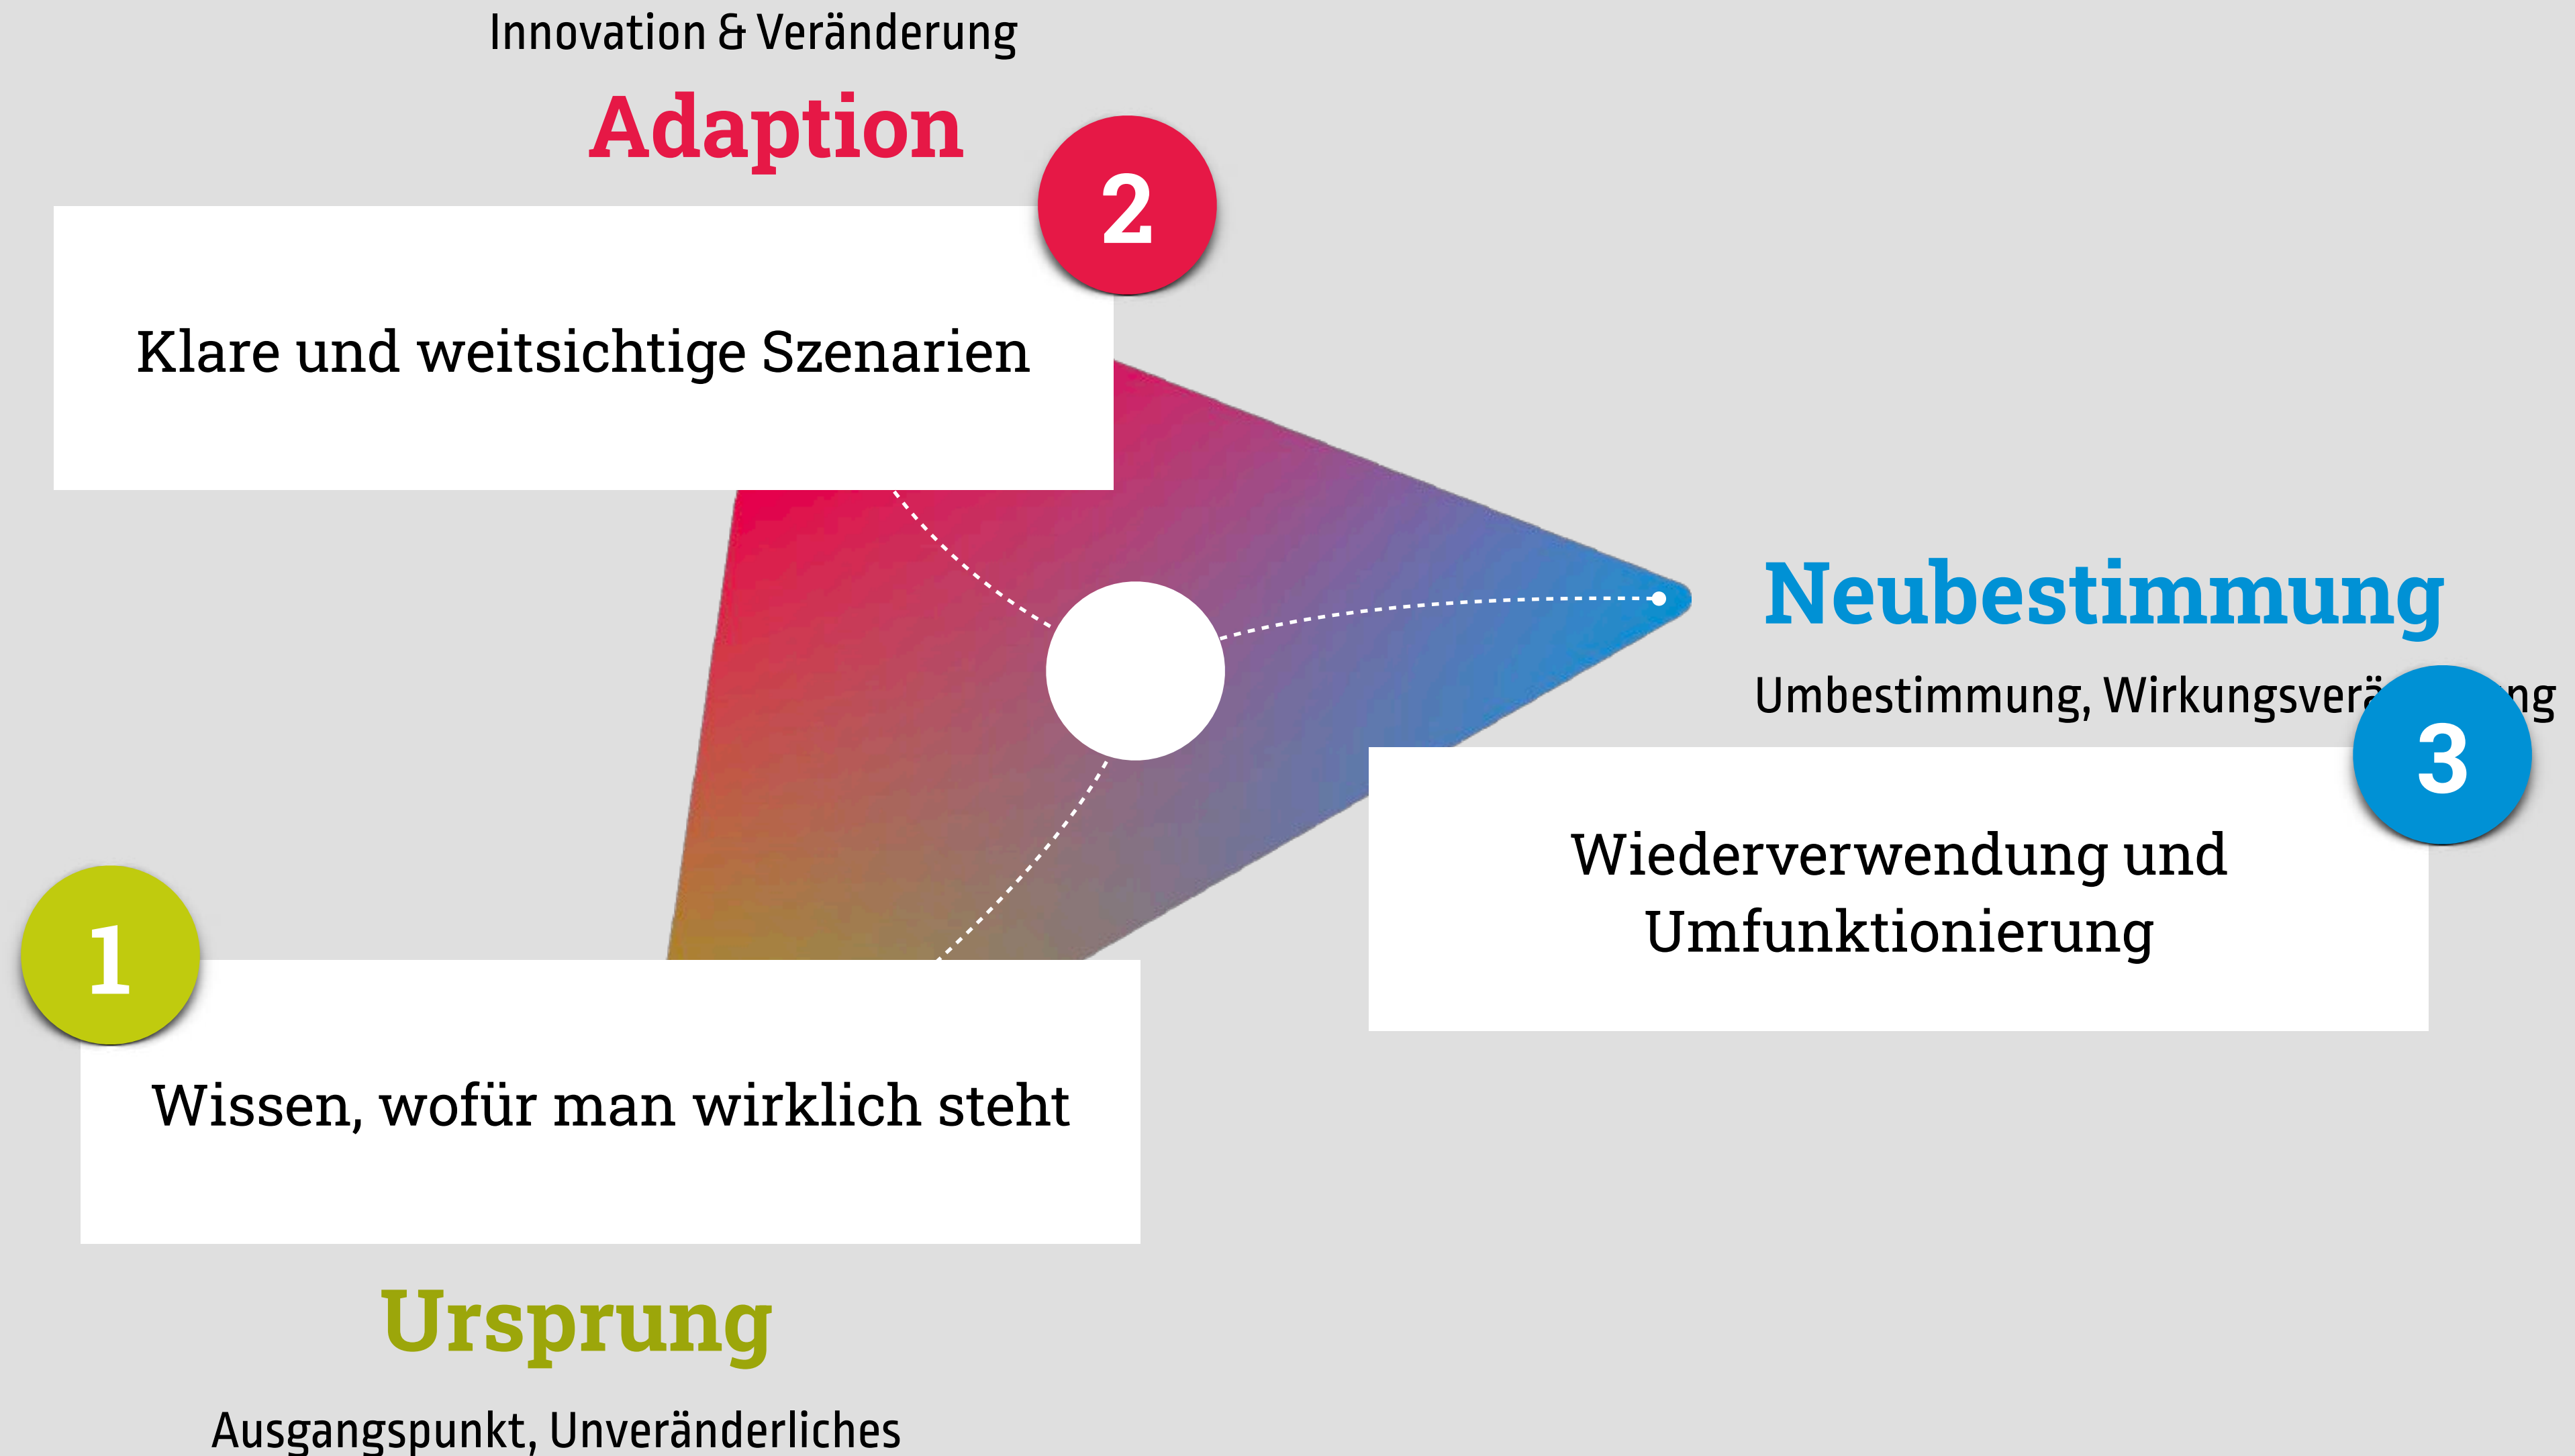 Innovation & Veränderung
Adaption
2
Klare und weitsichtige Szenarien
Neubestimmung
Umbestimmung,
3
Wiederverwendung und
Umfunktionierung
1
Wissen, wofür man wirklich steht
Ursprung
Ausgangspunkt, Unveränderliches